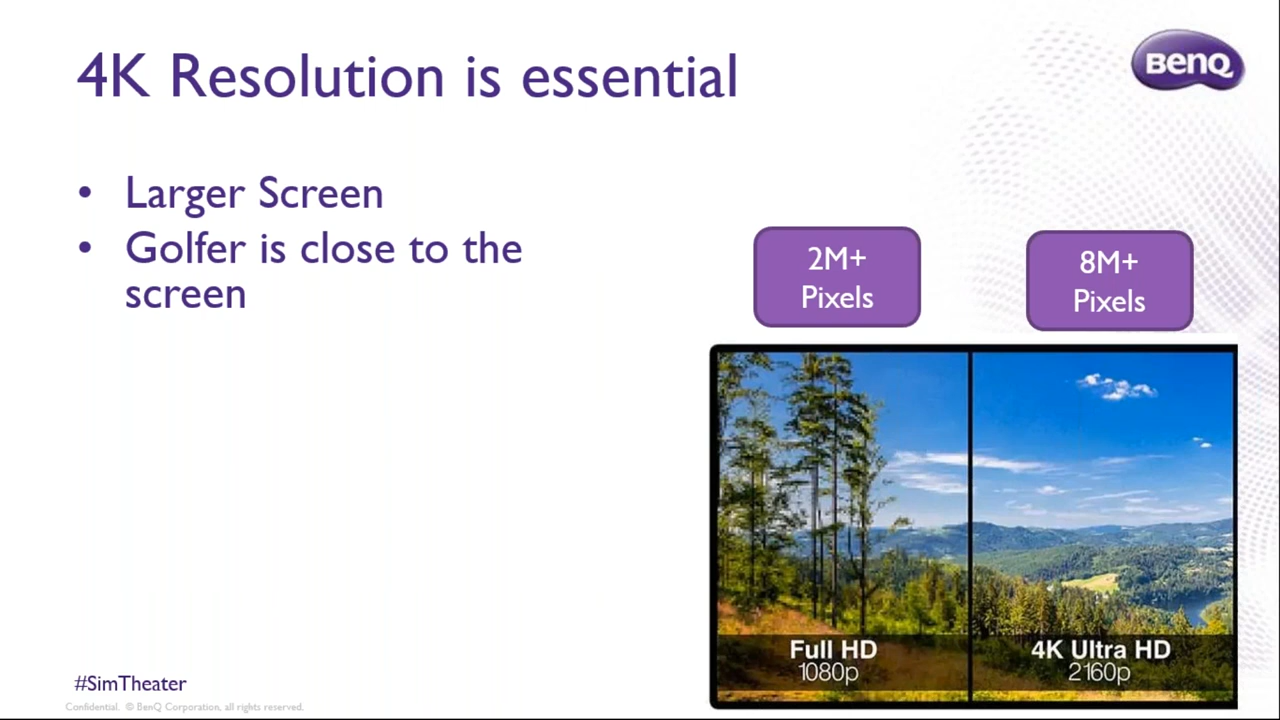 4K Resolution is essential
BenQ
• Larger Screen
• Golfer is close to the
screen
2M+
Pixels
8M+
Pixels
Full HD
1080p
4K Ultra HD
2160p
#SimTheater
Confidential. © BenQ Corporation, all rights reserved.